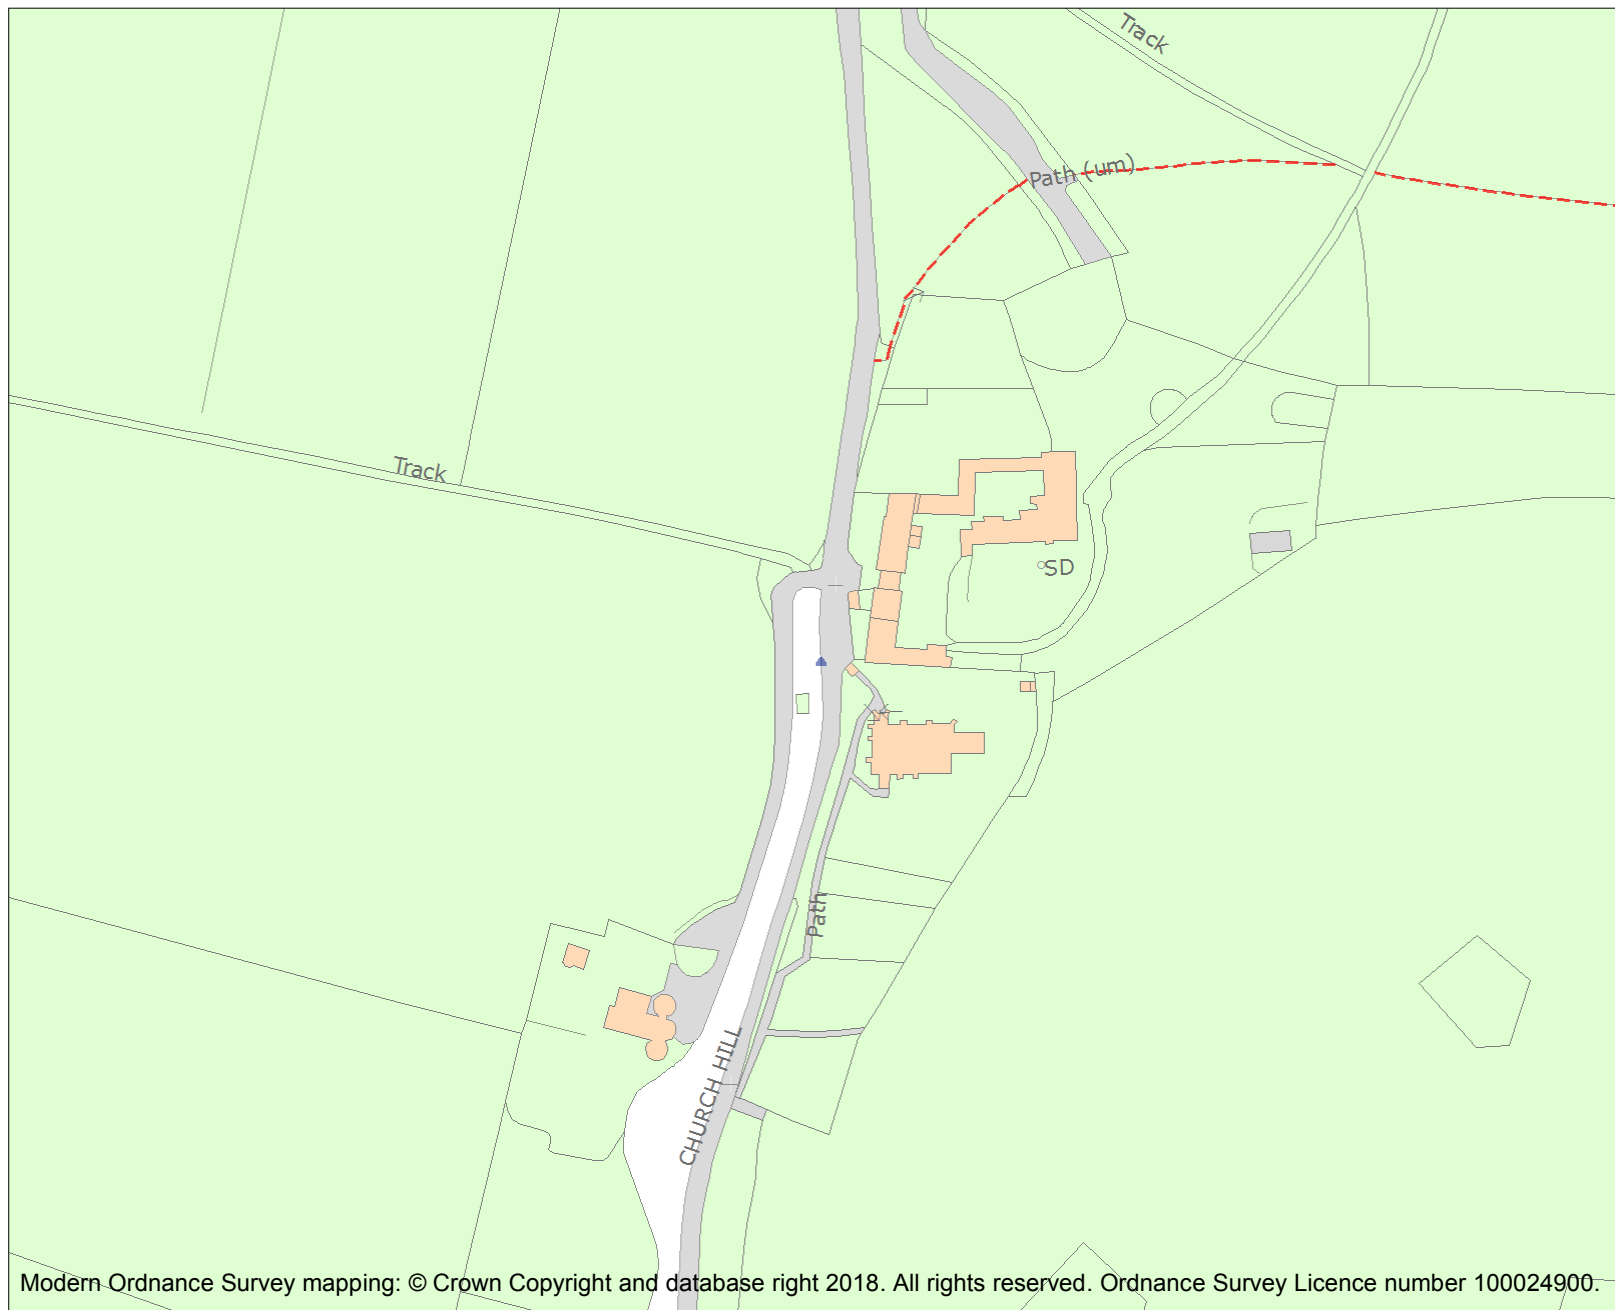 Track
Path (um)
Track
SD
Path
CHURCH HILL
Modern Ordnance Survey mapping: © Crown Copyright and database right 2018. All rights reserved. Ordnance Survey Licence number 100024900.